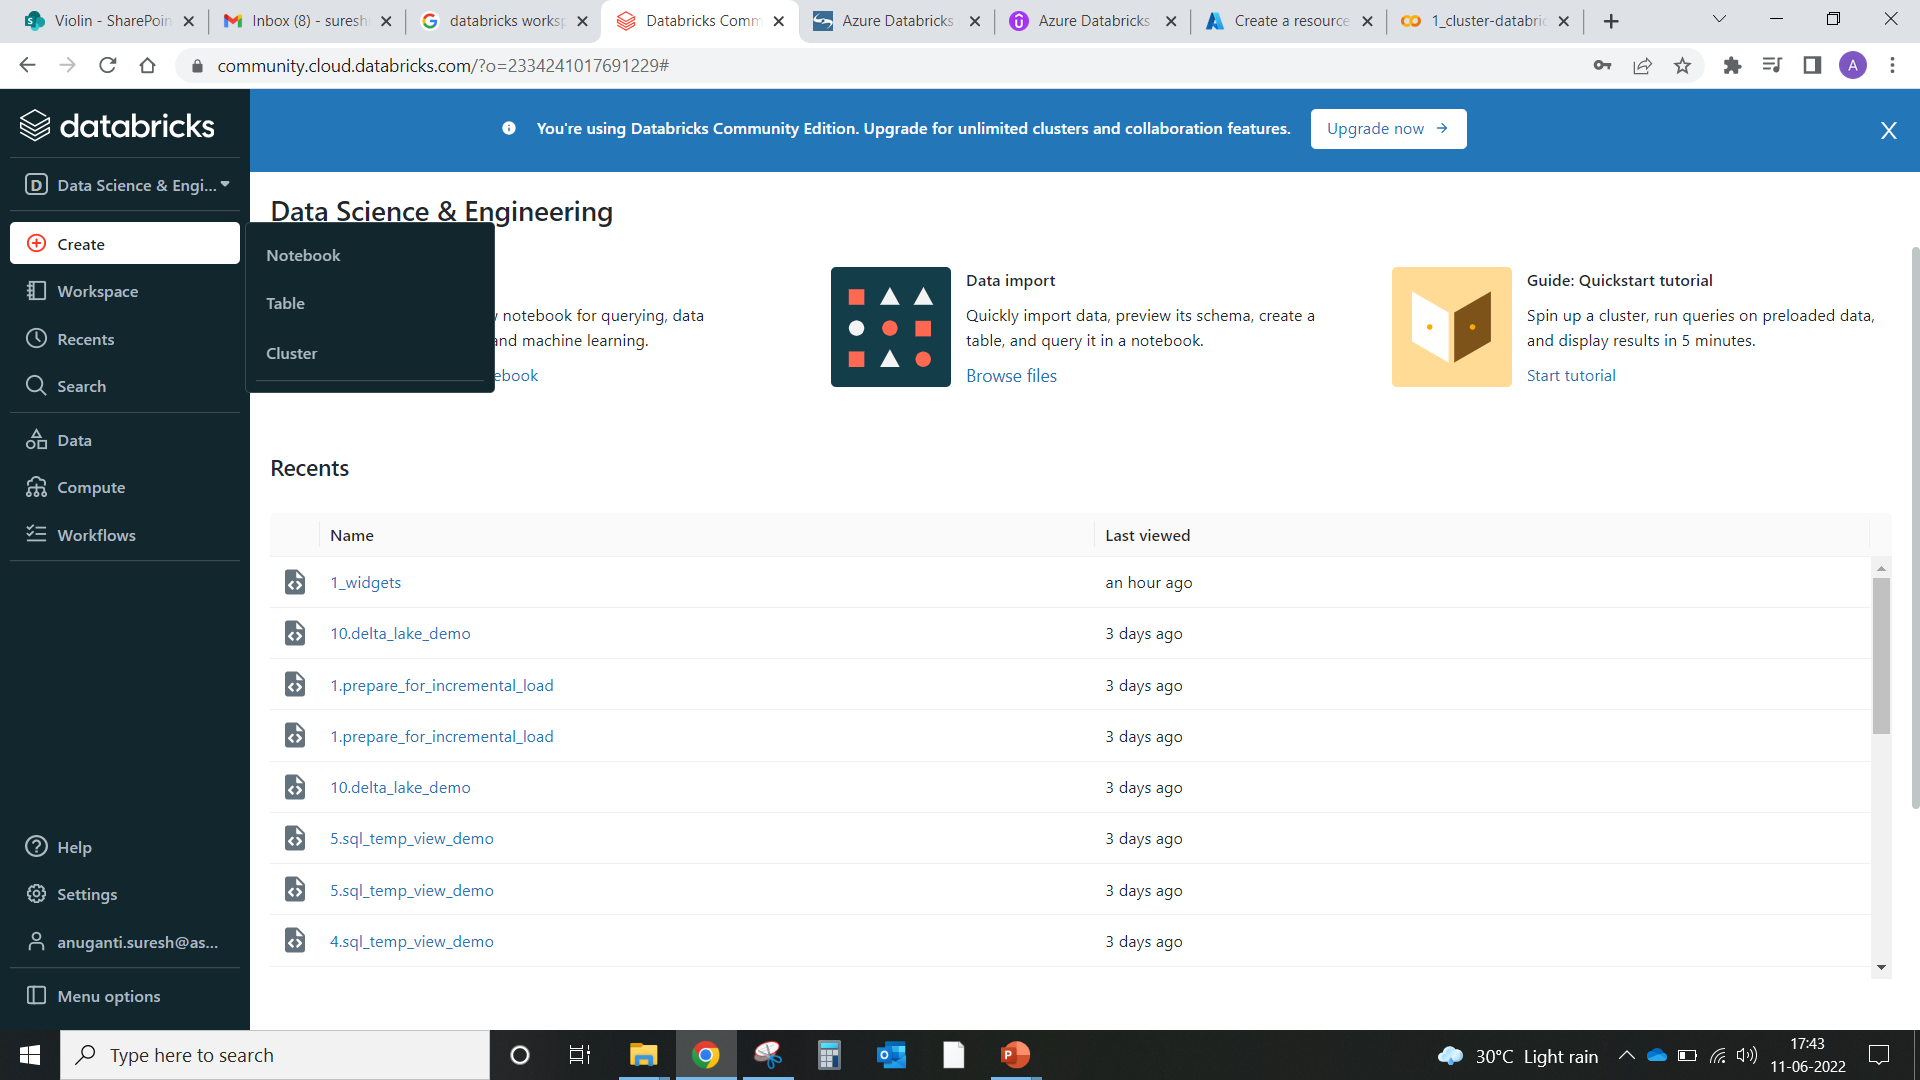 Violin - SharePoin
Inbox (8) - suresh
databricks worksp
Databricks Comm
Azure Databricks
Azure Databricks
Create a resource
1_cluster-databric
community.cloud.databricks.com/?o=2334241017691229#
A
databricks
You're using Databricks Community Edition. Upgrade for unlimited clusters and collaboration features.
Upgrade now
X
D Data Science & Engi...
Data Science & Engineering
Create
Notebook
Table
Cluster
Workspace
Recents
Search
notebook for querying, data
and machine learning.
ebook
Data import
Quickly import data, preview its schema, create a
table, and query it in a notebook.
Browse files
Guide: Quickstart tutorial
Spin up a cluster, run queries on preloaded data,
and display results in 5 minutes.
Start tutorial
Data
Compute
Workflows
Recents
Name Last viewed
1_widgets an hour ago
10.delta_lake_demo 3 days ago
1.prepare_for_incremental_load 3 days ago
1.prepare_for_incremental_load 3 days ago
10.delta_lake_demo 3 days ago
5.sql_temp_view_demo 3 days ago
5.sql_temp_view_demo 3 days ago
4.sql_temp_view_demo 3 days ago
Help
Settings
anuganti.suresh@as...
Menu options
Type here to search
30°C Light rain
17:43
11-06-2022